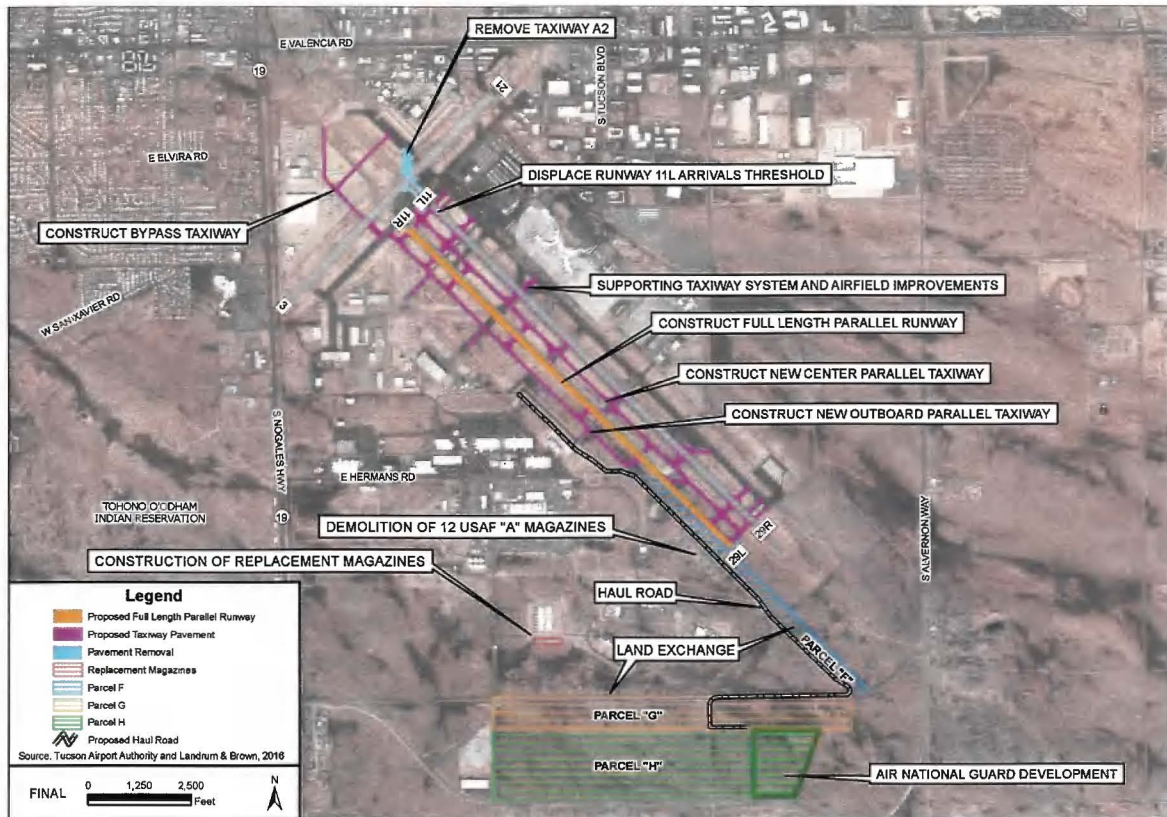 REMOVE TAXIWAY A2
E VALENCIA RD
19
21
S TUCSON BLVD
E ELVIRA RD
DISPLACE RUNWAY 11L ARRIVALS THRESHOLD
11L
11R
CONSTRUCT BYPASS TAXIWAY
SUPPORTING TAXIWAY SYSTEM AND AIRFIELD IMPROVEMENTS
W SAN XAVIER RD
3
CONSTRUCT FULL LENGTH PARALLEL RUNWAY
CONSTRUCT NEW CENTER PARALLEL TAXIWAY
CONSTRUCT NEW OUTBOARD PARALLEL TAXIWAY
S NOGALES HWY
E HERMANS RD
TOHONO O'ODHAM
INDIAN RESERVATION
19
DEMOLITION OF 12 USAF "A" MAGAZINES
29R
29L
S ALVERNON WAY
CONSTRUCTION OF REPLACEMENT MAGAZINES
HAUL ROAD
LAND EXCHANGE
PARCEL "F"
PARCEL "G"
PARCEL "H"
AIR NATIONAL GUARD DEVELOPMENT
Legend
Proposed Full Length Parallel Runway
Proposed Taxiway Pavement
Pavement Removal
Replacement Magazines
Parcel F
Parcel G
Parcel H
Proposed Haul Road
Source. Tucson Airport Authority and Landrum & Brown, 2016
FINAL
0 1,250 2,500
Feet
N